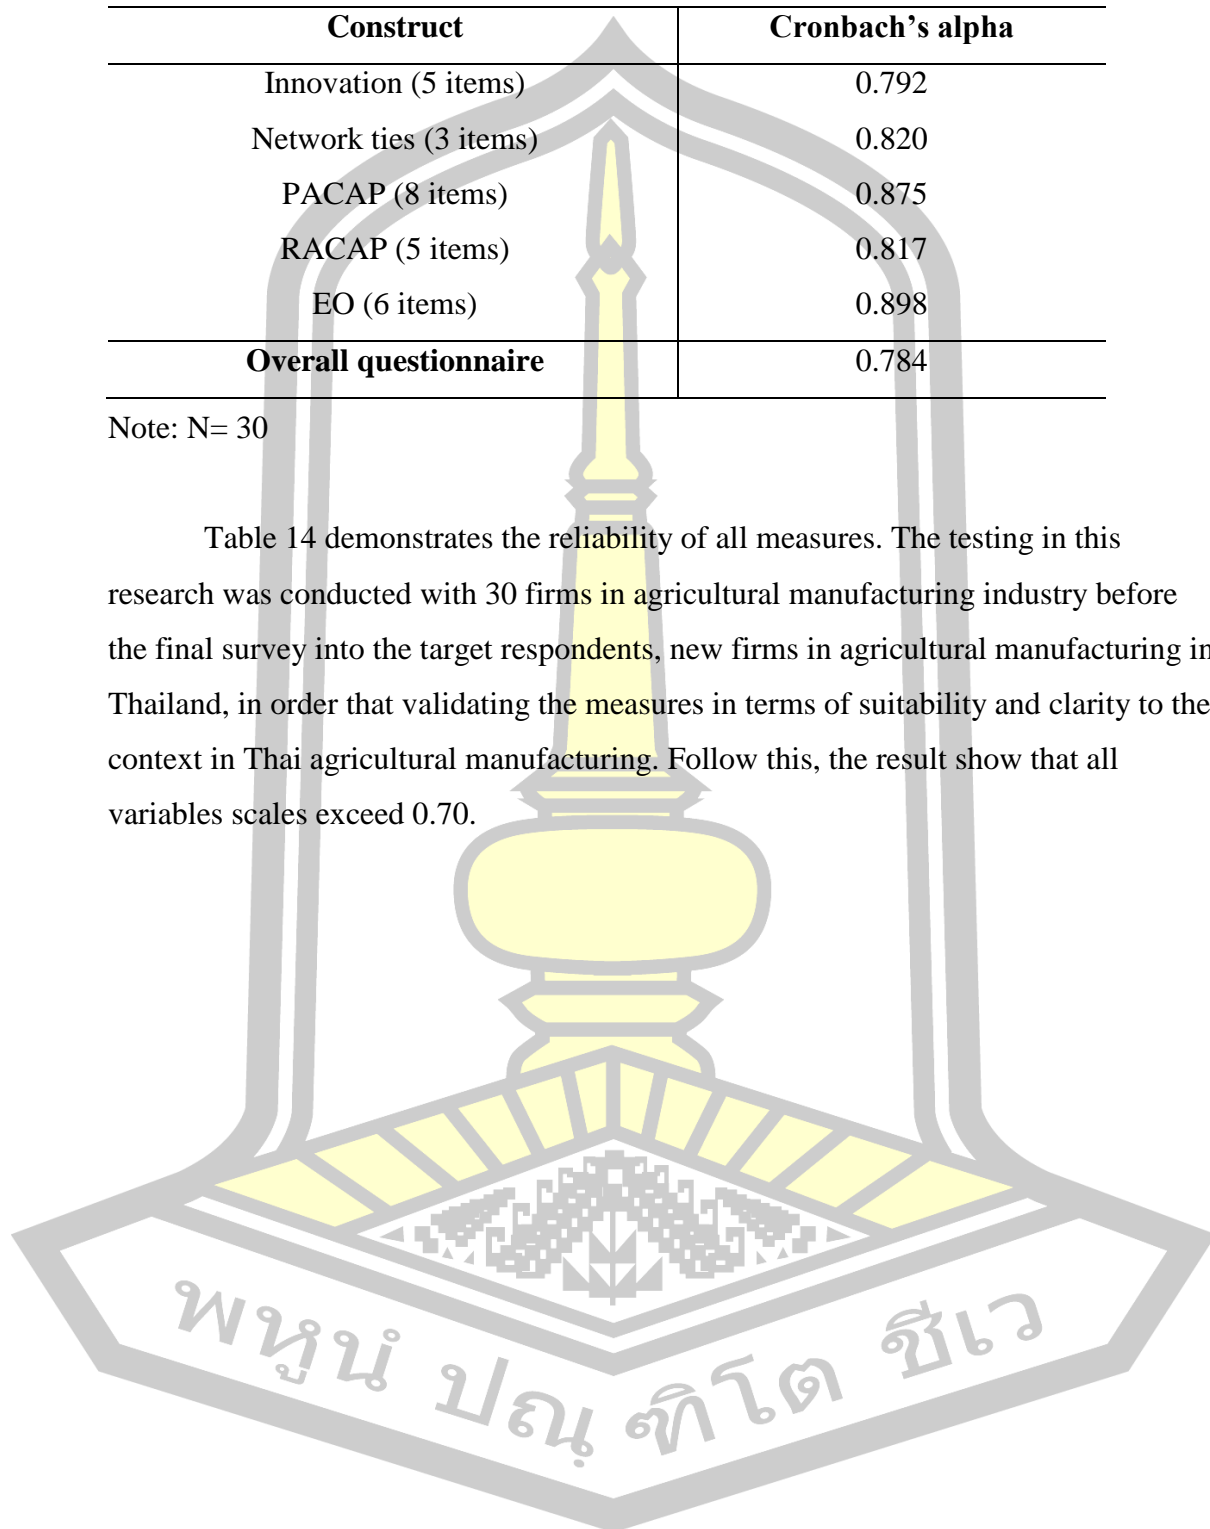 Construct Cronbach’s alpha
Innovation (5 items) 0.792
Network ties (3 items) 0.820
PACAP (8 items) 0.875
RACAP (5 items) 0.817
EO (6 items) 0.898
Overall questionnaire 0.784
Note: N= 30
Table 14 demonstrates the reliability of all measures. The testing in this
research was conducted with 30 firms in agricultural manufacturing industry before
the final survey into the target respondents, new firms in agricultural manufacturing in
Thailand, in order that validating the measures in terms of suitability and clarity to the
context in Thai agricultural manufacturing. Follow this, the result show that all
variables scales exceed 0.70.
พหูนํ ปณฺฑิโต ชีเว